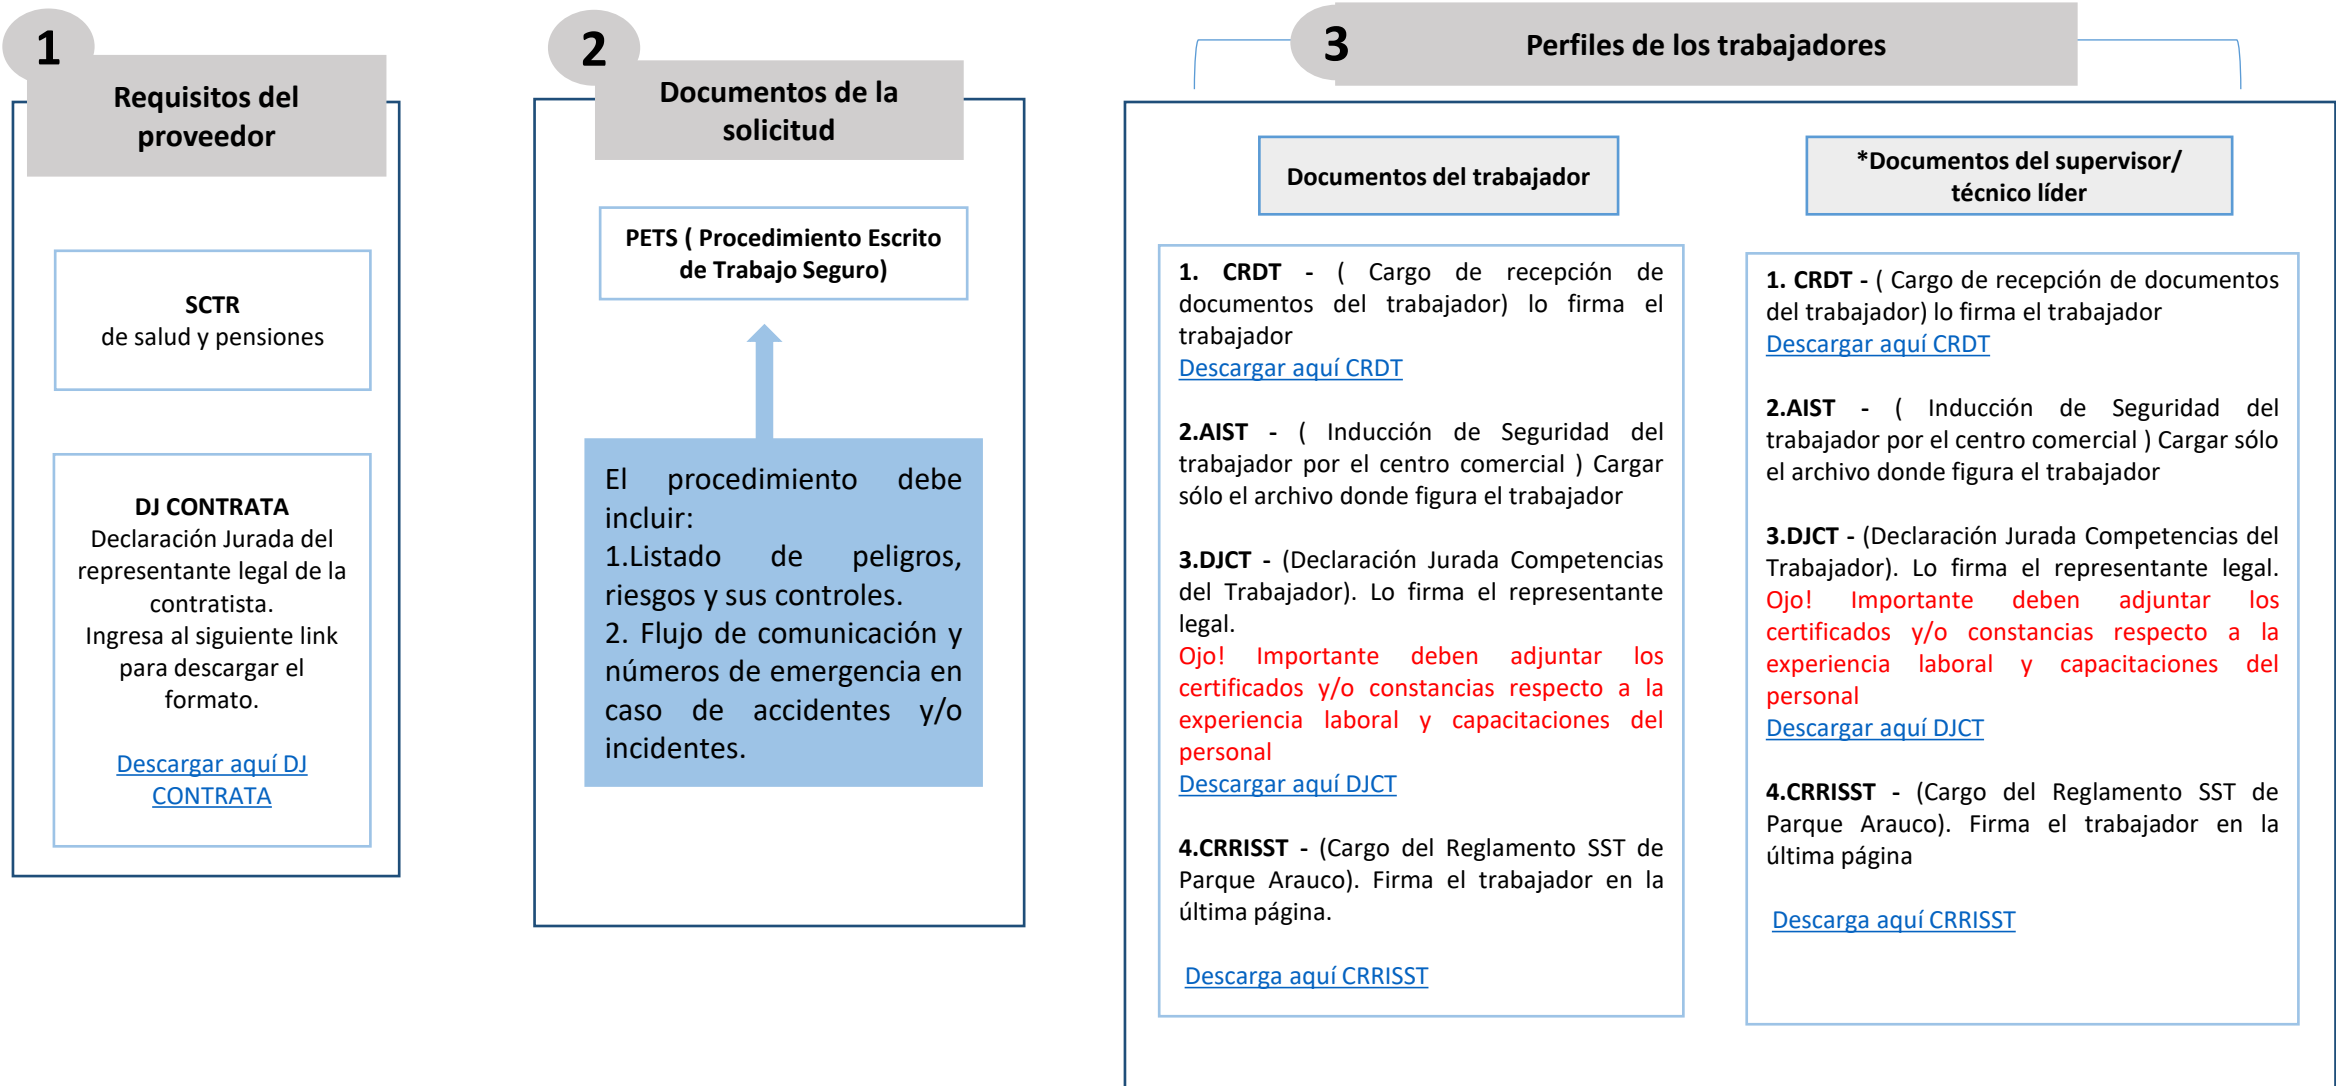 1
Requisitos del
proveedor
SCTR
de salud y pensiones
DJ CONTRATA
Declaración Jurada del
representante legal de la
contratista.
Ingresa al siguiente link
para descargar el
formato.
Descargar aquí DJ
CONTRATA
2
Documentos de la
solicitud
PETS ( Procedimiento Escrito
de Trabajo Seguro)
El procedimiento debe
incluir:
1.Listado de peligros,
riesgos y sus controles.
2. Flujo de comunicación y
números de emergencia en
caso de accidentes y/o
incidentes.
3
Perfiles de los trabajadores
Documentos del trabajador
1. CRDT - ( Cargo de recepción de
documentos del trabajador) lo firma el
trabajador
Descargar aquí CRDT
2.AIST - ( Inducción de Seguridad del
trabajador por el centro comercial ) Cargar
sólo el archivo donde figura el trabajador
3.DJCT - (Declaración Jurada Competencias
del Trabajador). Lo firma el representante
legal.
Ojo! Importante deben adjuntar los
certificados y/o constancias respecto a la
experiencia laboral y capacitaciones del
personal
Descargar aquí DJCT
4.CRRISST - (Cargo del Reglamento SST de
Parque Arauco). Firma el trabajador en la
última página.
Descarga aquí CRRISST
*Documentos del supervisor/
técnico líder
1. CRDT - ( Cargo de recepción de documentos
del trabajador) lo firma el trabajador
Descargar aquí CRDT
2.AIST - ( Inducción de Seguridad del
trabajador por el centro comercial ) Cargar sólo
el archivo donde figura el trabajador
3.DJCT - (Declaración Jurada Competencias del
Trabajador). Lo firma el representante legal.
Ojo! Importante deben adjuntar los
certificados y/o constancias respecto a la
experiencia laboral y capacitaciones del
personal
Descargar aquí DJCT
4.CRRISST - (Cargo del Reglamento SST de
Parque Arauco). Firma el trabajador en la
última página
Descarga aquí CRRISST